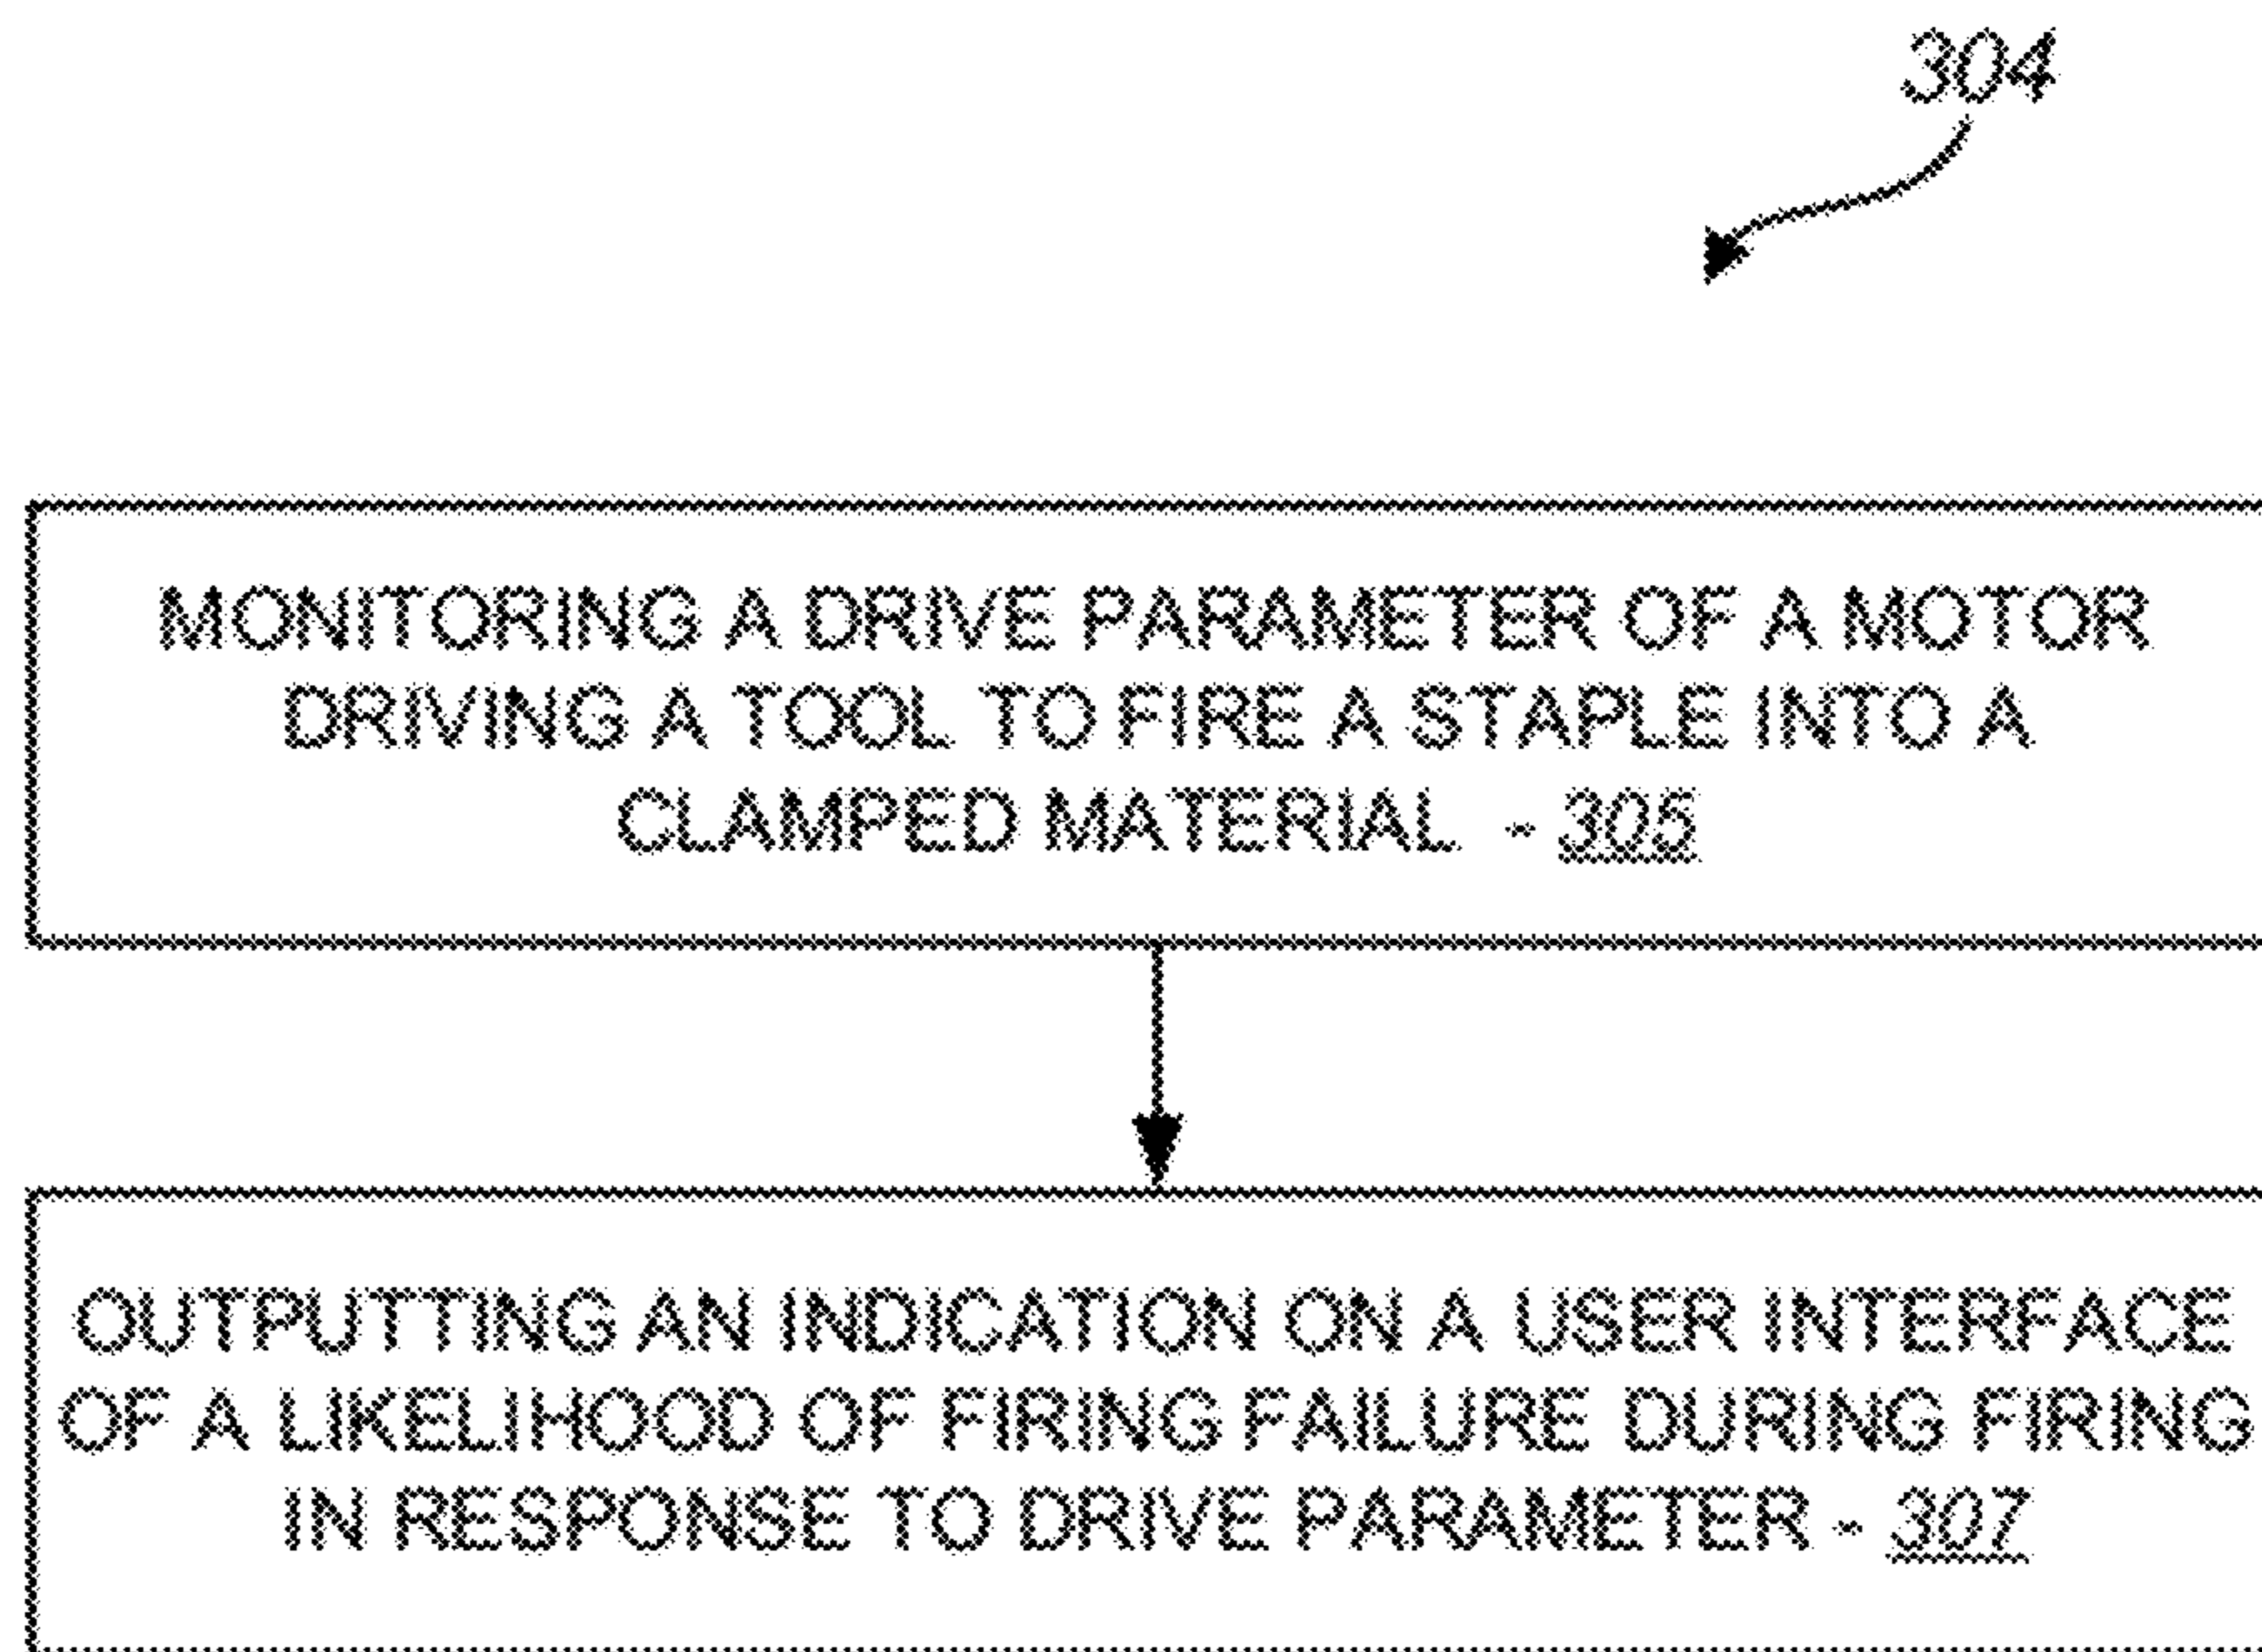 304
MONITORING A DRIVE PARAMETER OF A MOTOR
DRIVING A TOOL TO FIRE A STAPLE INTO A
CLAMPED MATERIAL - 305
OUTPUTTING AN INDICATION ON A USER INTERFACE
OF A LIKELIHOOD OF FIRING FAILURE DURING FIRING
IN RESPONSE TO DRIVE PARAMETER - 307